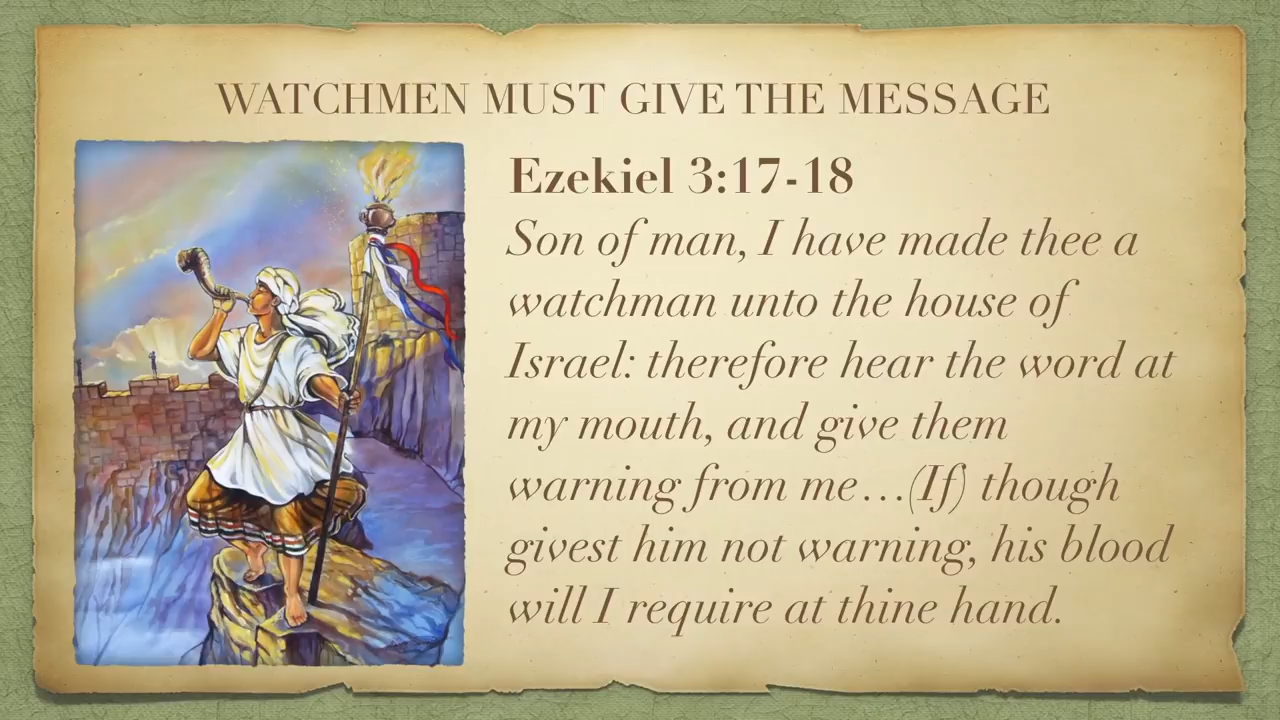 WATCHMEN MUST GIVE THE MESSAGE
Ezekiel 3:17-18
Son of man, I have made thee a
watchman unto the house of
Israel: therefore hear the word at
my mouth, and give them
warning from me…(If) though
givest him not warning, his blood
will I require at thine hand.